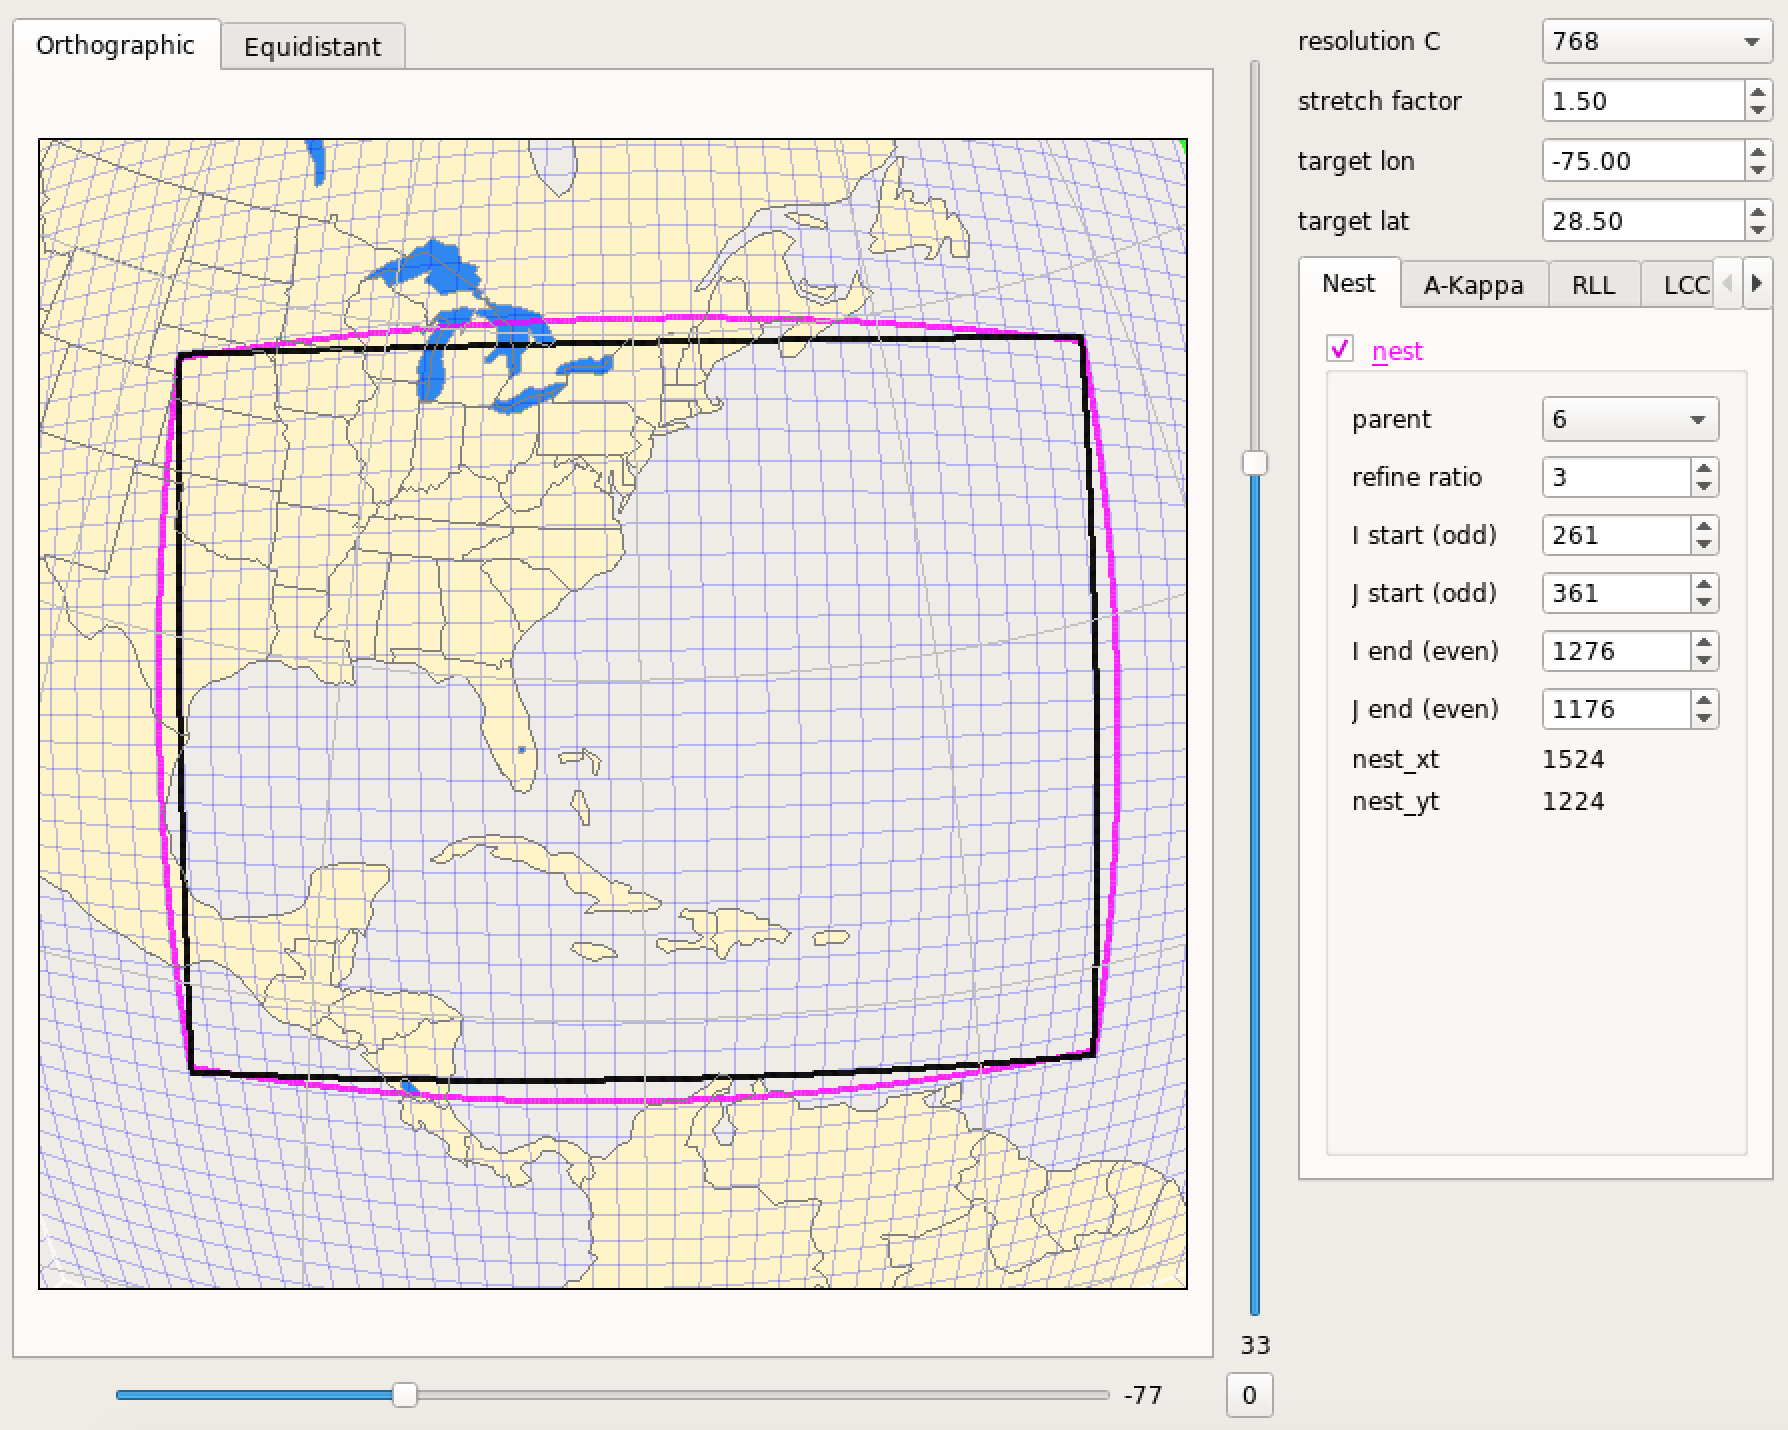 Orthographic
Equidistant
resolution C
768
stretch factor
1.50
target lon
-75.00
target lat
28.50
Nest
A-Kappa
RLL
LCC
nest
parent
6
refine ratio
3
I start (odd)
261
J start (odd)
361
I end (even)
1276
J end (even)
1176
nest_xt
1524
nest_yt
1224
33
-77
0